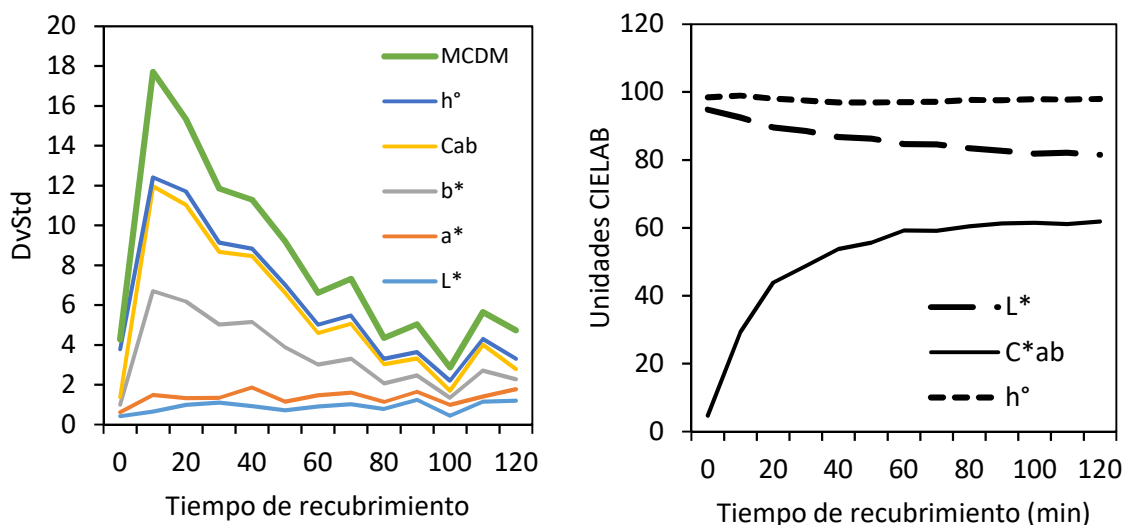 20
18
16
14
12
10
8
6
4
2
0
DvStd
MCDM
h°
Cab
b*
a*
L*
0 20 40 60 80 100 120
Tiempo de recubrimiento
120
100
80
60
40
20
0
Unidades CIELAB
L*
C*ab
h°
0 20 40 60 80 100 120
Tiempo de recubrimiento (min)